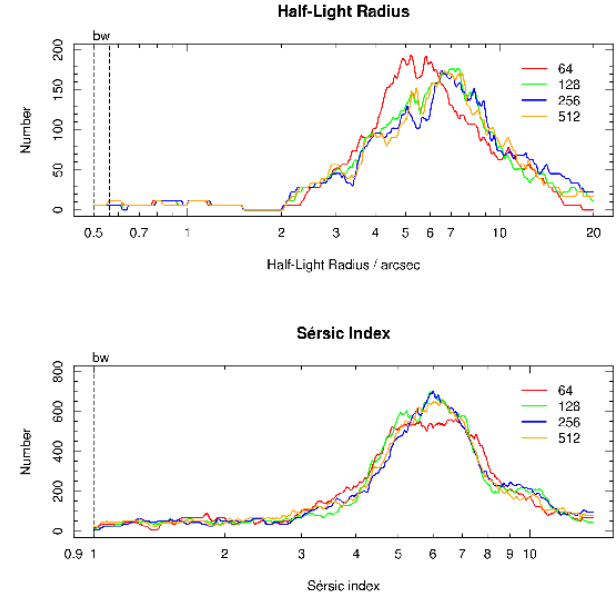 Half-Light Radius
bw
200
150
100
50
0
Number
64
128
256
512
0.5 0.7 1 2 3 4 5 6 7 10 20
Half-Light Radius / arcsec
Sérsic Index
bw
800
600
400
200
0
Number
64
128
256
512
0.9 1 2 3 4 5 6 7 8 9 10
Sérsic index